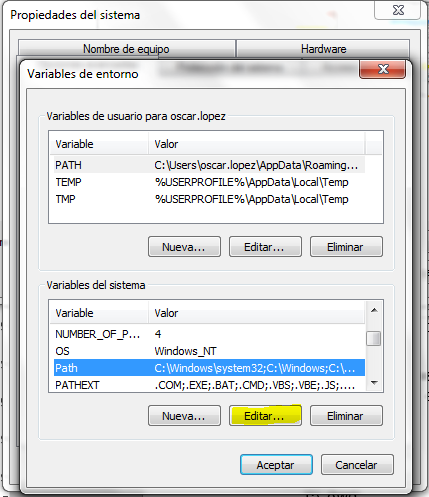 Propiedades del sistema
Nombre de equipo Hardware
Variables de entorno
Variables de usuario para oscar.lopez
Variable Valor
PATH C:\Users\oscar.lopez\AppData\Roaming...
TEMP %USERPROFILE%\AppData\Local\Temp
TMP %USERPROFILE%\AppData\Local\Temp
Nueva... Editar... Eliminar
Variables del sistema
Variable Valor
NUMBER_OF_P... 4
OS Windows_NT
Path C:\Windows\system32;C:\Windows;C:\...
PATHEXT .COM;.EXE;.BAT;.CMD;.VBS;.VBE;.JS;....
Nueva... Editar... Eliminar
Aceptar Cancelar